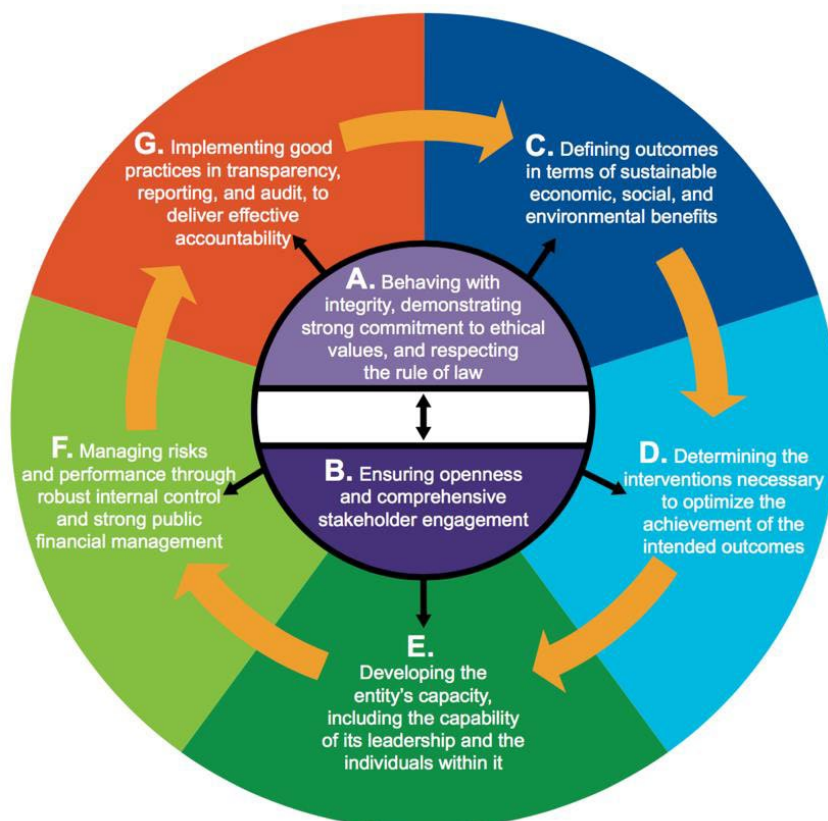 A. Behaving with
integrity, demonstrating
strong commitment to ethical
values, and respecting
the rule of law
B. Ensuring openness
and comprehensive
stakeholder engagement
C. Defining outcomes
in terms of sustainable
economic, social, and
environmental benefits
D. Determining the
interventions necessary
to optimize the
achievement of the
intended outcomes
E.
Developing the
entity’s capacity,
including the capability
of its leadership and the
individuals within it
F. Managing risks
and performance through
robust internal control
and strong public
financial management
G. Implementing good
practices in transparency,
reporting, and audit, to
deliver effective
accountability